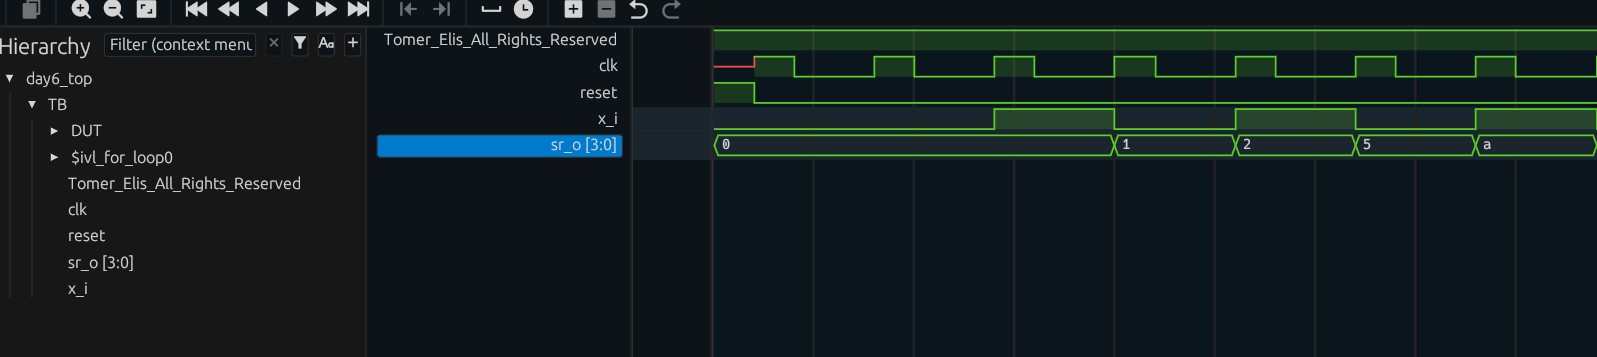 Hierarchy
Filter (context menu
Aa
day6_top
TB
DUT
$ivl_for_loop0
Tomer_Elis_All_Rights_Reserved
clk
reset
sr_o [3:0]
x_i
Tomer_Elis_All_Rights_Reserved
clk
reset
x_i
sr_o [3:0]
0 1 2 5 a